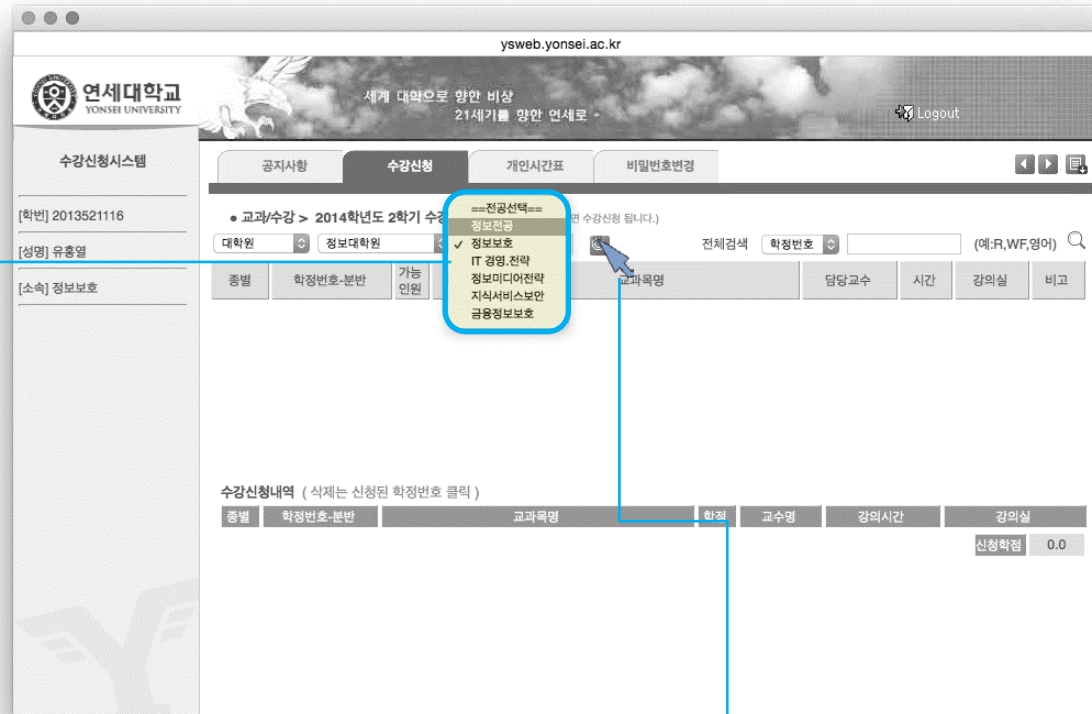 ysweb.yonsei.ac.kr
연세대학교
YONSEI UNIVERSITY
세계 대학으로 향한 비상
21세기를 향한 연세로
Logout
수강신청시스템
공지사항 수강신청 개인시간표 비밀번호변경
[학번] 2013521116
[성명] 유흥열
[소속] 정보보호
● 교과/수강 > 2014학년도 2학기 수강 면 수강신청 됩니다.)
대학원 정보대학원
==전공선택==
정보전공
✓ 정보보호
IT 경영.전략
정보미디어전략
지식서비스보안
금융정보보호
전체검색 학정번호 (예:R,WF,영어)
종별 학정번호-분반 가능 인원 교과목명 담당교수 시간 강의실 비고
수강신청내역 ( 삭제는 신청된 학정번호 클릭 )
종별 학정번호-분반 교과목명 학점 교수명 강의시간 강의실
신청학점 0.0